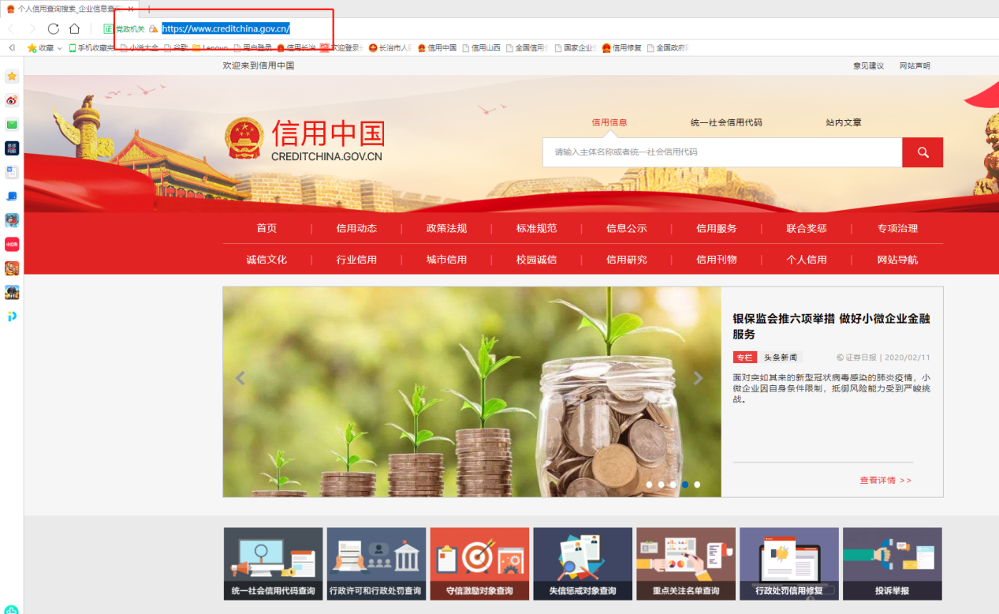 个人信用查询搜索_企业信息查
证 党政机关 https://www.creditchina.gov.cn/
收藏 手机收藏夹 小说大全 谷歌 Lenovo 用户登录 信用长治 欢迎登录 长治市人 信用中国 信用山西 全国信用 国家企业 信用修复 全国政府
欢迎来到信用中国 意见建议 网站声明
信用中国
CREDITCHINA.GOV.CN
信用信息 统一社会信用代码 站内文章
请输入主体名称或者统一社会信用代码
首页 | 信用动态 | 政策法规 | 标准规范 | 信息公示 | 信用服务 | 联合奖惩 | 专项治理
诚信文化 | 行业信用 | 城市信用 | 校园诚信 | 信用研究 | 信用刊物 | 个人信用 | 网站导航
银保监会推六项举措 做好小微企业金融
服务
专栏 头条新闻 ©证券日报 | 2020/02/11
面对突如其来的新型冠状病毒感染的肺炎疫情，小
微企业因自身条件限制，抵御风险能力受到严峻挑
战。
查看详情 >>
统一社会信用代码查询 行政许可和行政处罚查询 守信激励对象查询 失信惩戒对象查询 重点关注名单查询 行政处罚信用修复 投诉举报